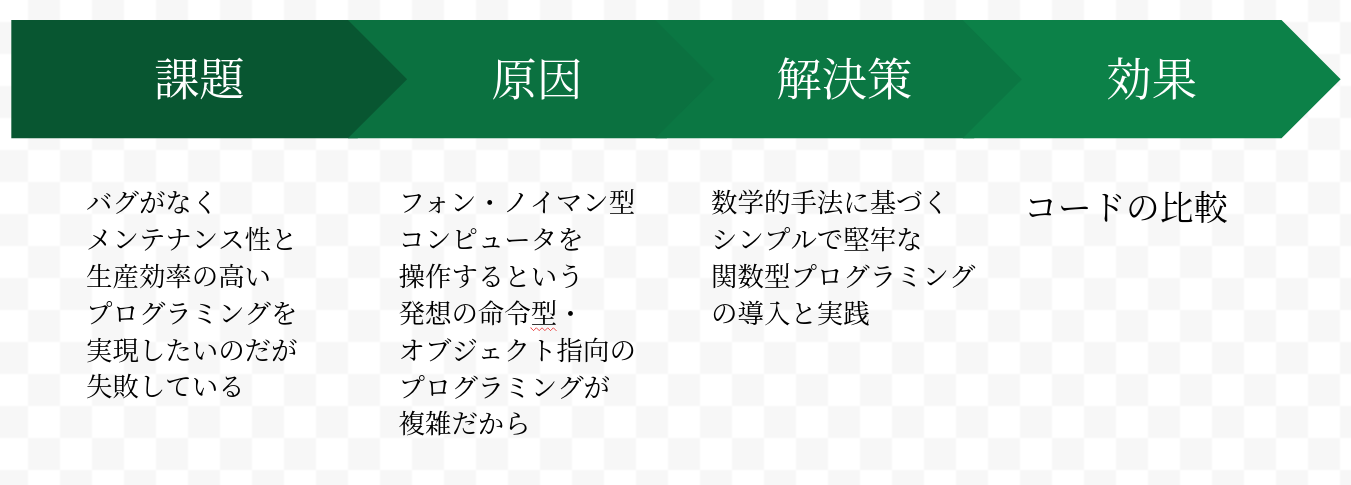 課題
原因
解決策
効果
バグがなく
メンテナンス性と
生産効率の高い
プログラミングを
実現したいのだが
失敗している
フォン・ノイマン型
コンピュータを
操作するという
発想の命令型・
オブジェクト指向の
プログラミングが
複雑だから
数学的手法に基づく
シンプルで堅牢な
関数型プログラミング
の導入と実践
コードの比較